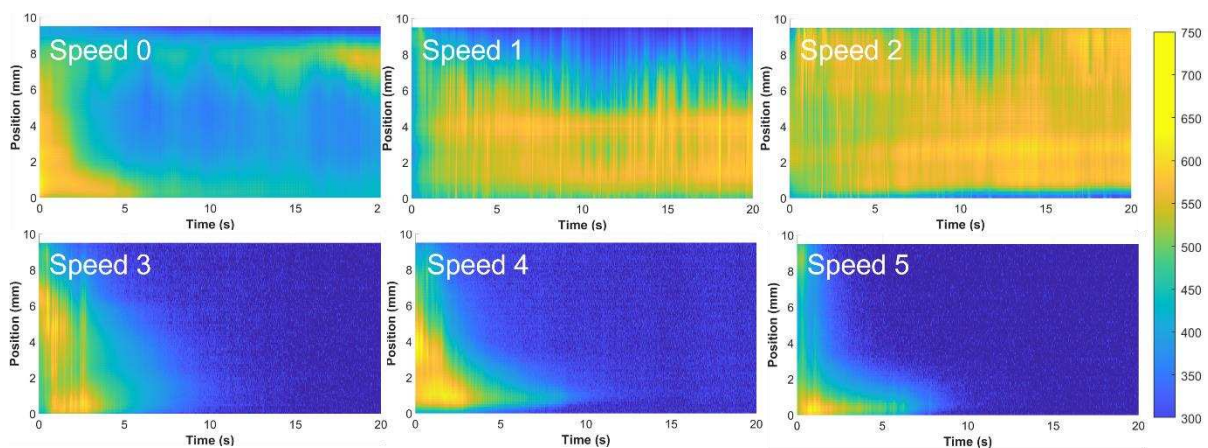 Speed 0
Position (mm)
10
8
6
4
2
0
0 5 10 15 2
Time (s)
Speed 1
Position (mm)
10
8
6
4
2
0
0 5 10 15 20
Time (s)
Speed 2
Position (mm)
10
8
6
4
2
0
0 5 10 15 20
Time (s)
750
700
650
600
550
500
450
400
350
300
Speed 3
Position (mm)
10
8
6
4
2
0
0 5 10 15 20
Time (s)
Speed 4
Position (mm)
10
8
6
4
2
0
0 5 10 15 20
Time (s)
Speed 5
Position (mm)
10
8
6
4
2
0
0 5 10 15 20
Time (s)